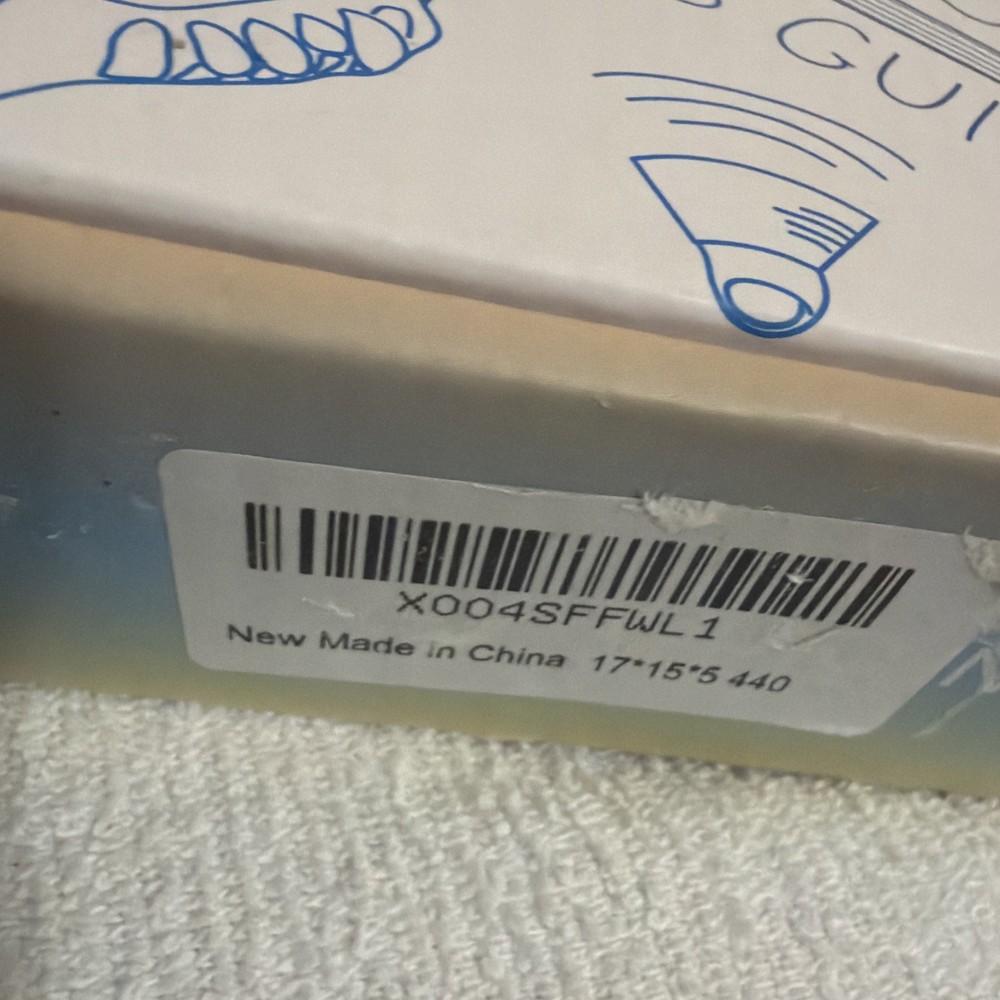 GUI
X004SFFWL1
New Made in China 17*15*5 440